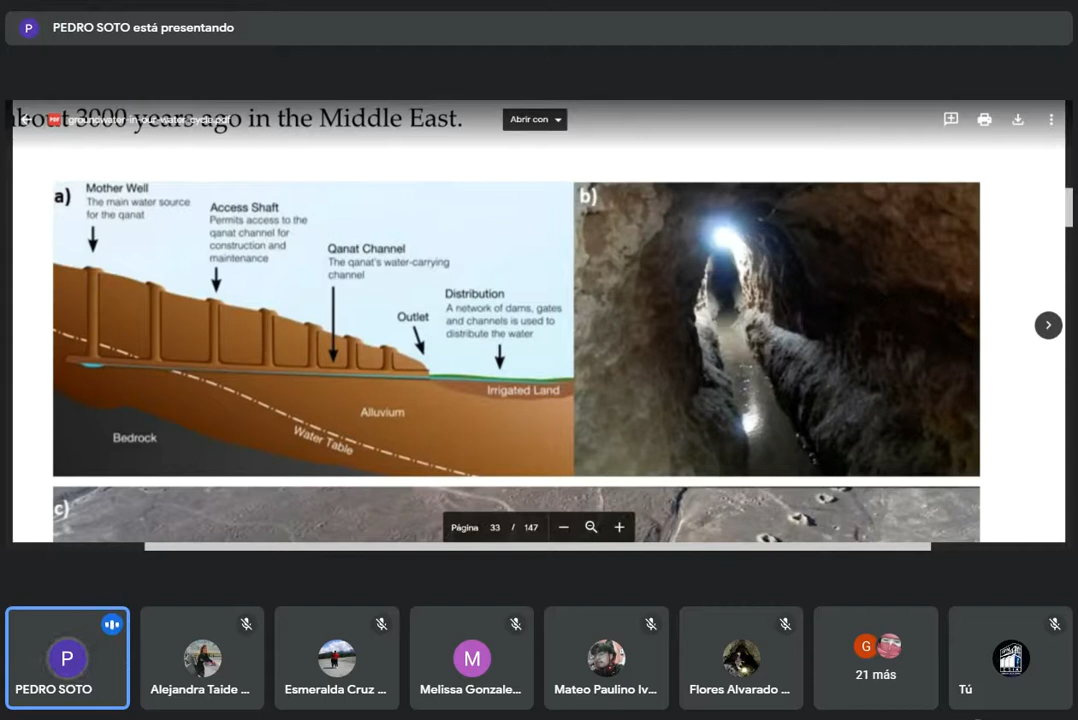 P
PEDRO SOTO está presentando
about 3000 years ago in the Middle East.
PDF
groundwater-in-our-water_cycle.pdf
Abrir con
a)
Mother Well
The main water source
for the qanat
Access Shaft
Permits access to the
qanat channel for
construction and
maintenance
Qanat Channel
The qanat's water-carrying
channel
Outlet
Distribution
A network of dams, gates
and channels is used to
distribute the water
Irrigated Land
Alluvium
Water Table
Bedrock
b)
c)
Página 33 / 147
P
PEDRO SOTO
Alejandra Taide ...
Esmeralda Cruz ...
M
Melissa Gonzale...
Mateo Paulino Iv...
Flores Alvarado ...
G
21 más
Tú